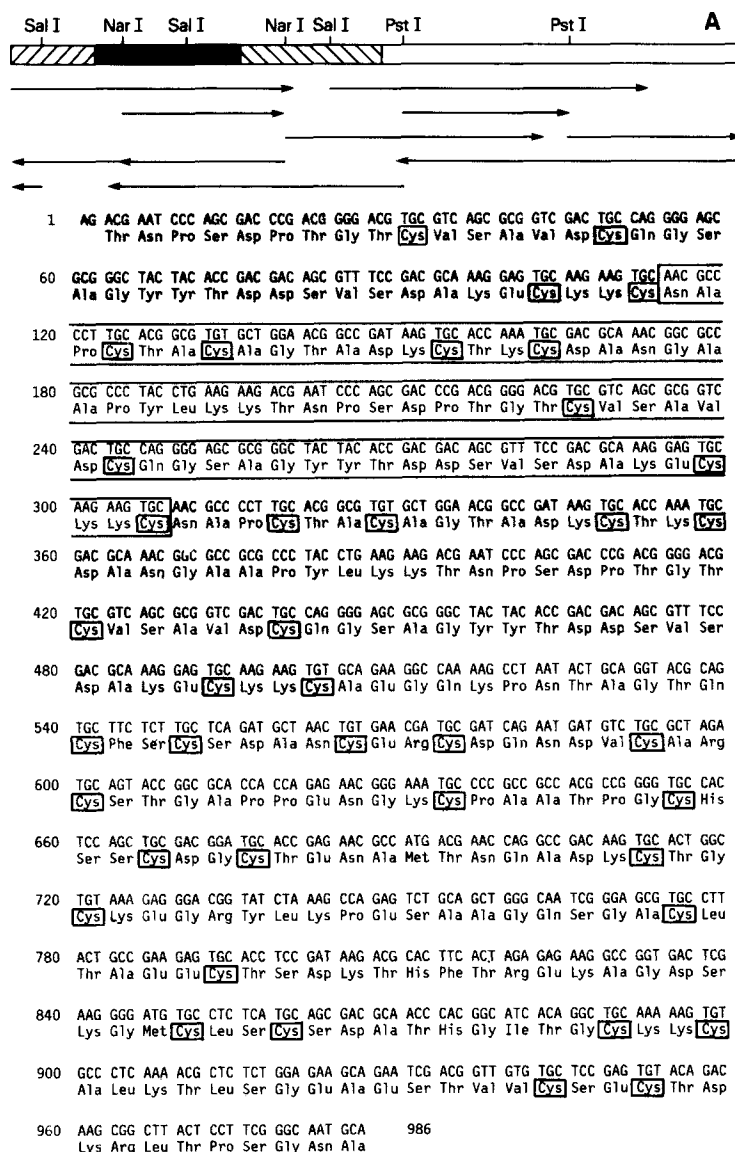 A
Sal I Nar I Sal I Nar I Sal I Pst I Pst I
1 AG ACG AAT CCC AGC GAC CCG ACG GGG ACG TGC GTC AGC GCG GTC GAC TGC CAG GGG AGC
Thr Asn Pro Ser Asp Pro Thr Gly Thr Cys Val Ser Ala Val Asp Cys Gln Gly Ser
60 GCG GGC TAC TAC ACC GAC GAC AGC GTT TCC GAC GCA AAG GAG TGC AAG AAG TGC AAC GCC
Ala Gly Tyr Tyr Thr Asp Asp Ser Val Ser Asp Ala Lys Glu Cys Lys Lys Cys Asn Ala
120 CCT TGC ACG GCG TGT GCT GGA ACG GCC GAT AAG TGC ACC AAA TGC GAC GCA AAC GGC GCC
Pro Cys Thr Ala Cys Ala Gly Thr Ala Asp Lys Cys Thr Lys Cys Asp Ala Asn Gly Ala
180 GCG CCC TAC CTG AAG AAG ACG AAT CCC AGC GAC CCG ACG GGG ACG TGC GTC AGC GCG GTC
Ala Pro Tyr Leu Lys Lys Thr Asn Pro Ser Asp Pro Thr Gly Thr Cys Val Ser Ala Val
240 GAC TGC CAG GGG AGC GCG GGC TAC TAC ACC GAC GAC AGC GTT TCC GAC GCA AAG GAG TGC
Asp Cys Gln Gly Ser Ala Gly Tyr Tyr Thr Asp Asp Ser Val Ser Asp Ala Lys Glu Cys
300 AAG AAG TGC AAC GCC CCT TGC ACG GCG TGT GCT GGA ACG GCC GAT AAG TGC ACC AAA TGC
Lys Lys Cys Asn Ala Pro Cys Thr Ala Cys Ala Gly Thr Ala Asp Lys Cys Thr Lys Cys
360 GAC GCA AAC GGC GCC GCG CCC TAC CTG AAG AAG ACG AAT CCC AGC GAC CCG ACG GGG ACG
Asp Ala Asn Gly Ala Ala Pro Tyr Leu Lys Lys Thr Asn Pro Ser Asp Pro Thr Gly Thr
420 TGC GTC AGC GCG GTC GAC TGC CAG GGG AGC GCG GGC TAC TAC ACC GAC GAC AGC GTT TCC
Cys Val Ser Ala Val Asp Cys Gln Gly Ser Ala Gly Tyr Tyr Thr Asp Asp Ser Val Ser
480 GAC GCA AAG GAG TGC AAG AAG TGT GCA GAA GGC CAA AAG CCT AAT ACT GCA GGT ACG CAG
Asp Ala Lys Glu Cys Lys Lys Cys Ala Glu Gly Gln Lys Pro Asn Thr Ala Gly Thr Gln
540 TGC TTC TCT TGC TCA GAT GCT AAC TGT GAA CGA TGC GAT CAG AAT GAT GTC TGC GCT AGA
Cys Phe Ser Cys Ser Asp Ala Asn Cys Glu Arg Cys Asp Gln Asn Asp Val Cys Ala Arg
600 TGC AGT ACC GGC GCA CCA CCA GAG AAC GGG AAA TGC CCC GCC GCC ACG CCG GGG TGC CAC
Cys Ser Thr Gly Ala Pro Pro Glu Asn Gly Lys Cys Pro Ala Ala Thr Pro Gly Cys His
660 TCC AGC TGC GAC GGA TGC ACC GAG AAC GCC ATG ACG AAC CAG GCC GAC AAG TGC ACT GGC
Ser Ser Cys Asp Gly Cys Thr Glu Asn Ala Met Thr Asn Gln Ala Asp Lys Cys Thr Gly
720 TGT AAA GAG GGA CGG TAT CTA AAG CCA GAG TCT GCA GCT GGG CAA TCG GGA GCG TGC CTT
Cys Lys Glu Gly Arg Tyr Leu Lys Pro Glu Ser Ala Ala Gly Gln Ser Gly Ala Cys Leu
780 ACT GCC GAA GAG TGC ACC TCC GAT AAG ACG CAC TTC ACT AGA GAG AAG GCC GGT GAC TCG
Thr Ala Glu Glu Cys Thr Ser Asp Lys Thr His Phe Thr Arg Glu Lys Ala Gly Asp Ser
840 AAG GGG ATG TGC CTC TCA TGC AGC GAC GCA ACC CAC GGC ATC ACA GGC TGC AAA AAG TGT
Lys Gly Met Cys Leu Ser Cys Ser Asp Ala Thr His Gly Ile Thr Gly Cys Lys Lys Cys
900 GCC CTC AAA ACG CTC TCT GGA GAA GCA GAA TCG ACG GTT GTG TGC TCC GAG TGT ACA GAC
Ala Leu Lys Thr Leu Ser Gly Glu Ala Glu Ser Thr Val Val Cys Ser Glu Cys Thr Asp
960 AAG CGG CTT ACT CCT TCG GGC AAT GCA 986
Lys Arg Leu Thr Pro Ser Gly Asn Ala